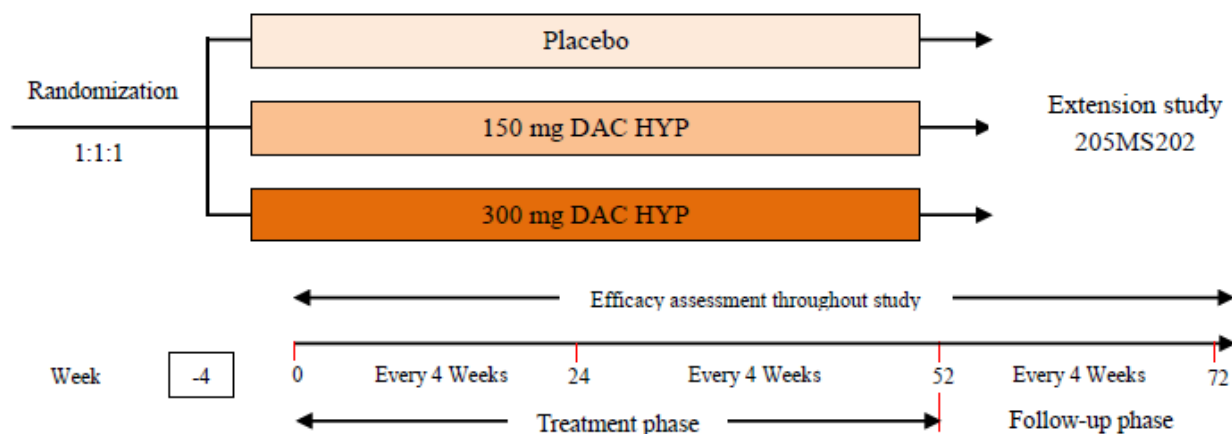 Placebo
Randomization
1:1:1
150 mg DAC HYP
Extension study
205MS202
300 mg DAC HYP
Efficacy assessment throughout study
Week -4 0 Every 4 Weeks 24 Every 4 Weeks 52 Every 4 Weeks 72
Treatment phase Follow-up phase